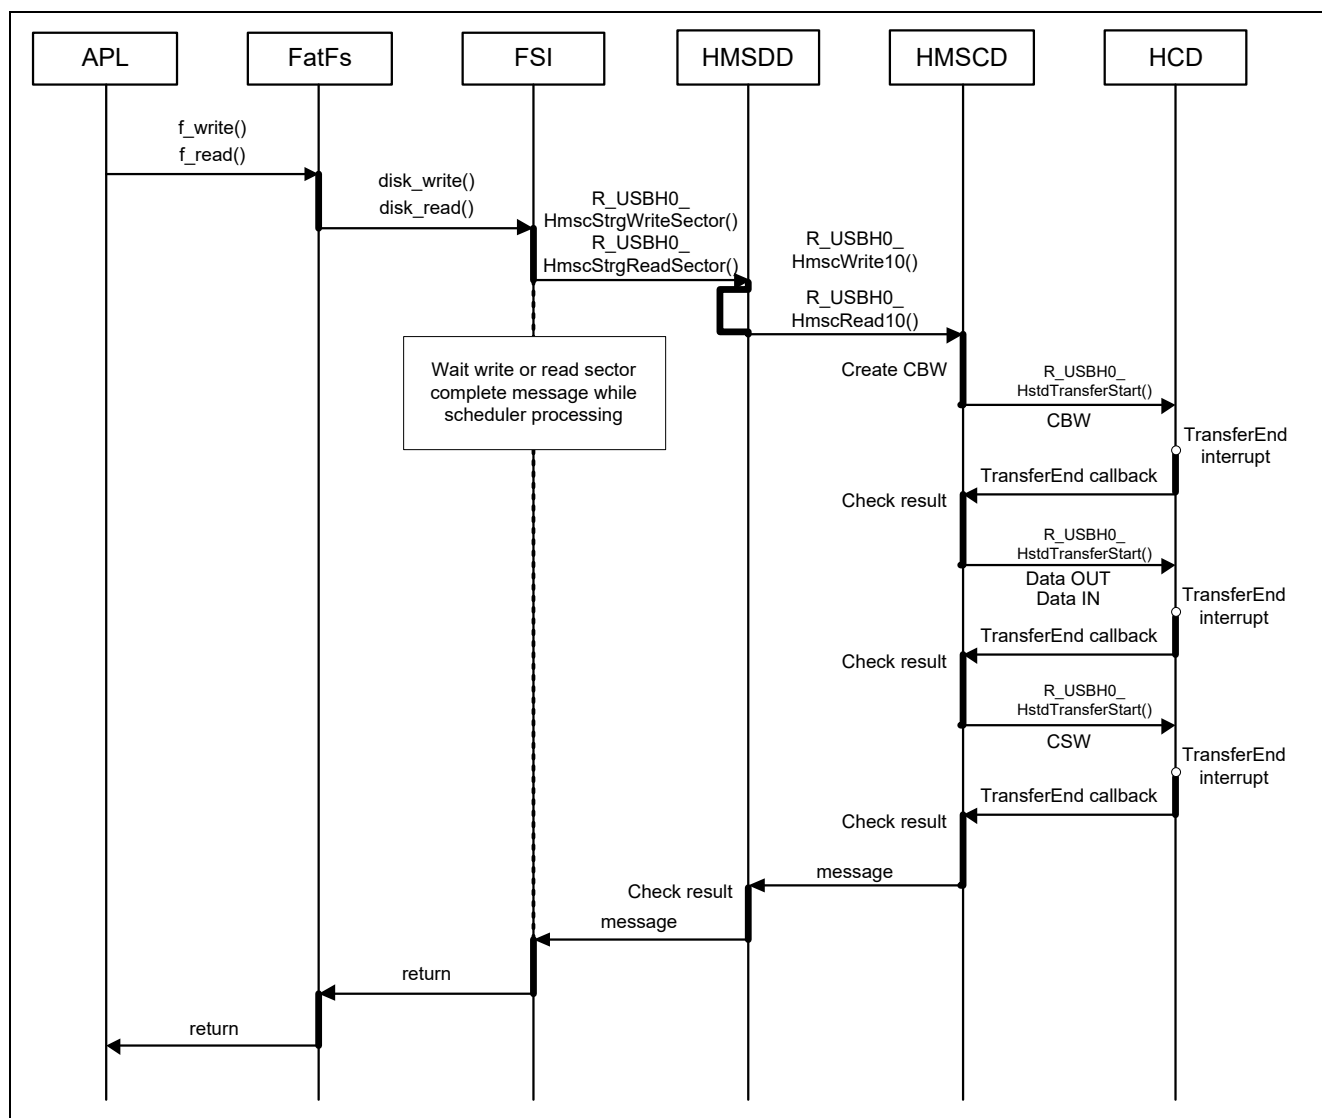 APL
FatFs
FSI
HMSDD
HMSCD
HCD
f_write()
f_read()
disk_write()
disk_read()
R_USBH0_
HmscStrgWriteSector()
R_USBH0_
HmscStrgReadSector()
R_USBH0_
HmscWrite10()
R_USBH0_
HmscRead10()
Wait write or read sector
complete message while
scheduler processing
Create CBW
R_USBH0_
HstdTransferStart()
CBW
TransferEnd
interrupt
TransferEnd callback
Check result
R_USBH0_
HstdTransferStart()
Data OUT
Data IN
TransferEnd
interrupt
TransferEnd callback
Check result
R_USBH0_
HstdTransferStart()
CSW
TransferEnd
interrupt
TransferEnd callback
Check result
message
Check result
message
return
return